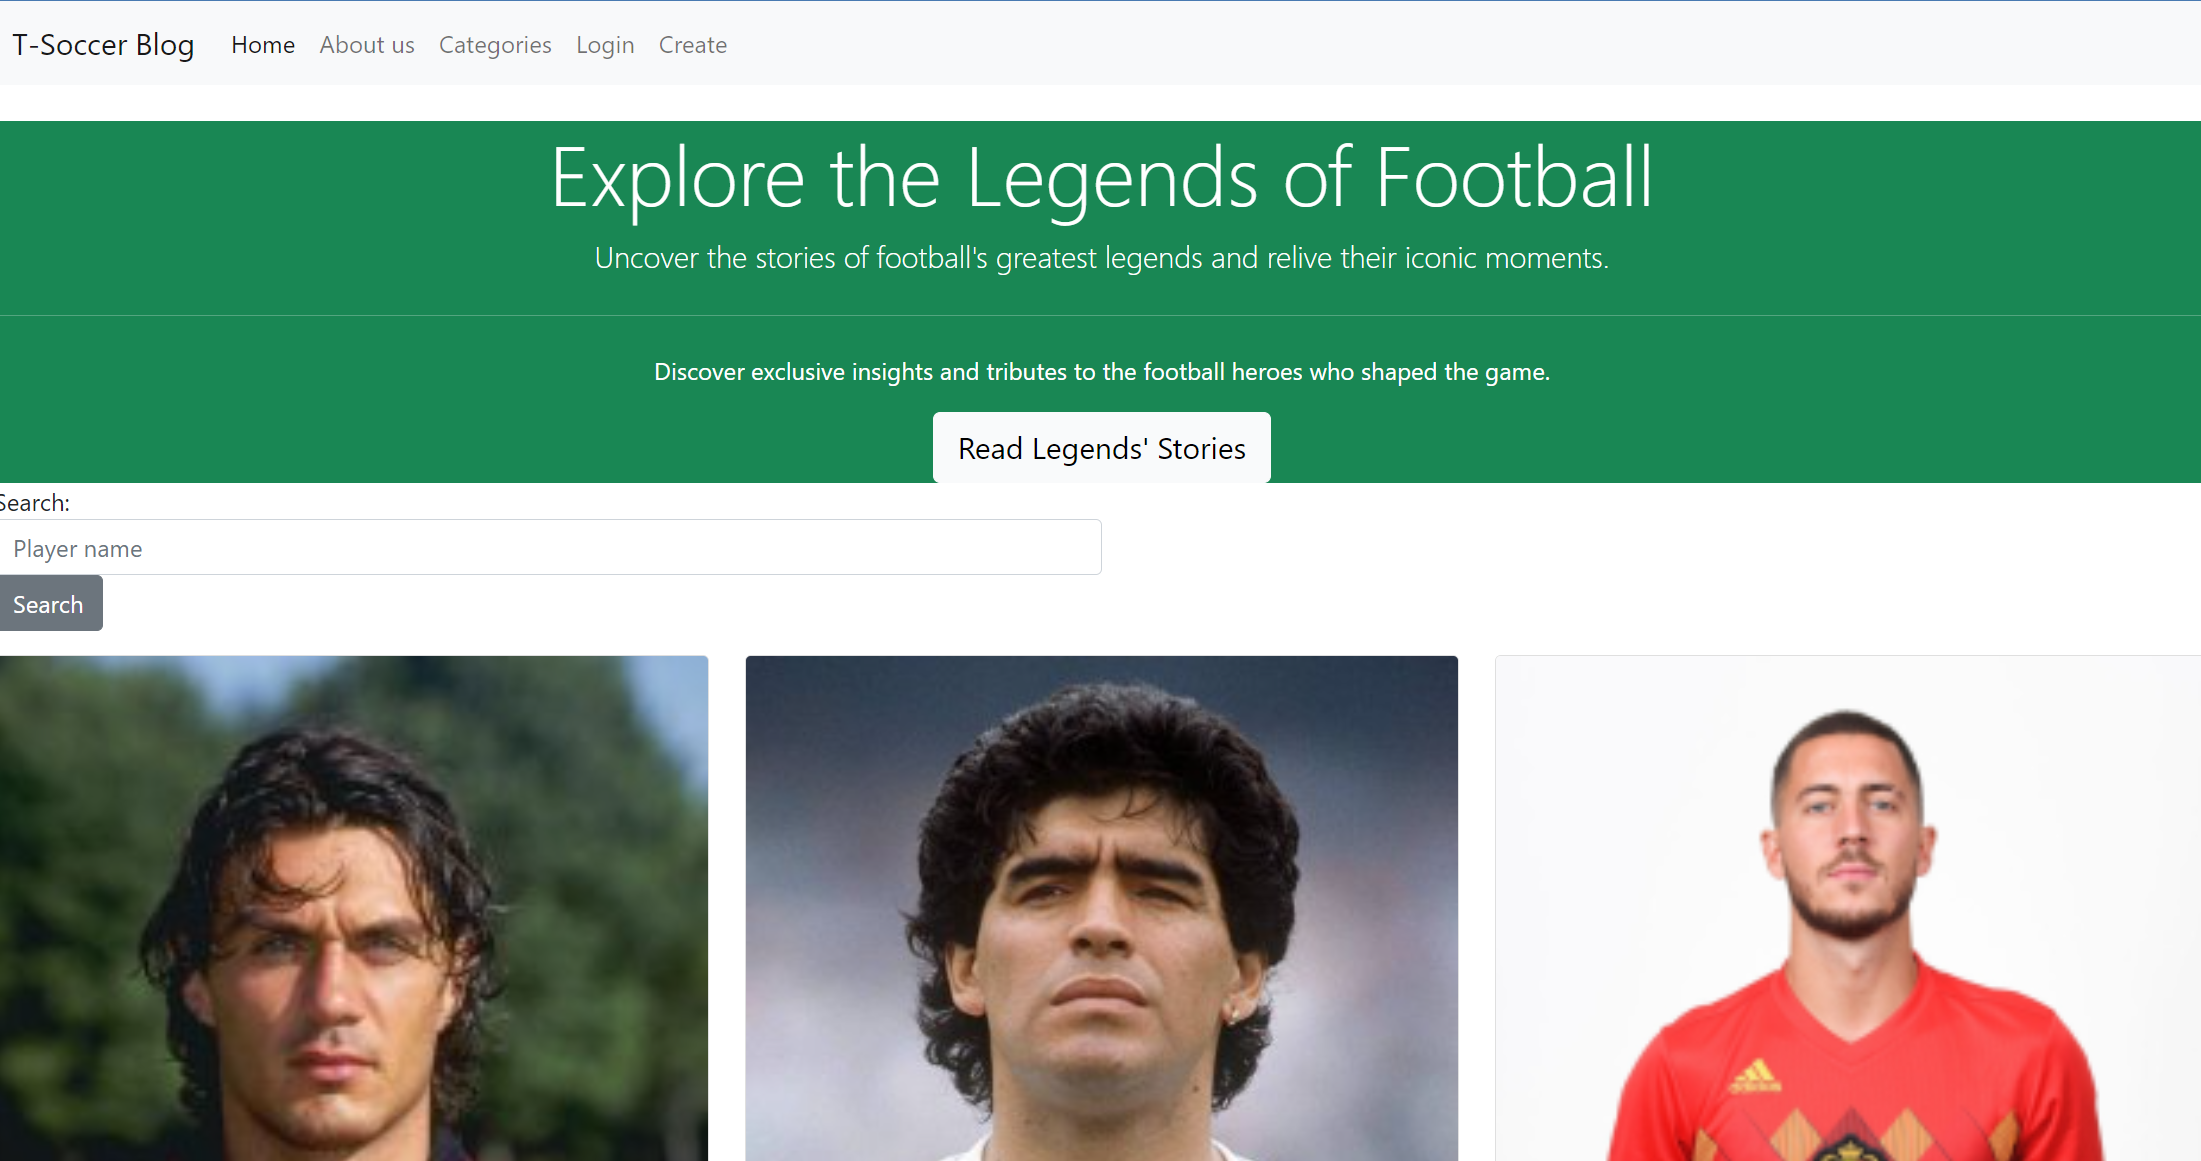 T-Soccer Blog Home About us Categories Login Create
Explore the Legends of Football
Uncover the stories of football's greatest legends and relive their iconic moments.
Discover exclusive insights and tributes to the football heroes who shaped the game.
Read Legends' Stories
Search:
Player name
Search
adidas